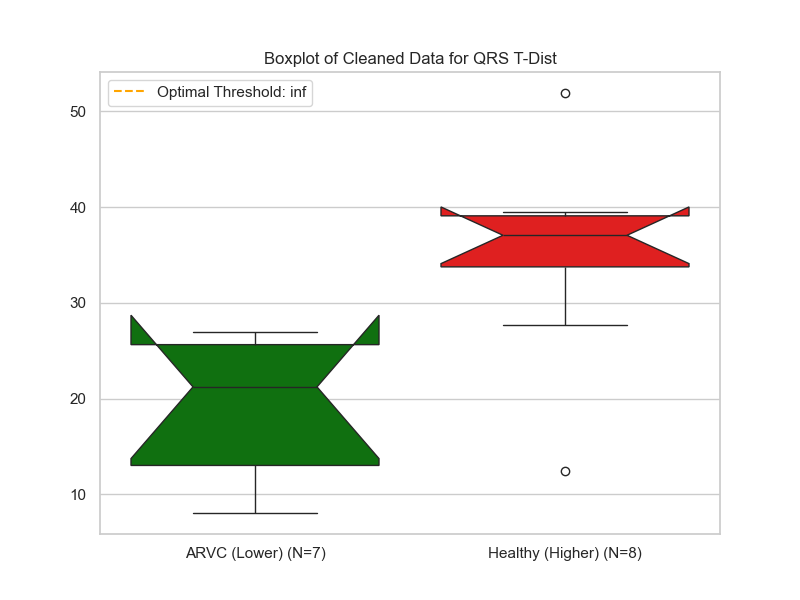 Boxplot of Cleaned Data for QRS T-Dist
Optimal Threshold: inf
50
40
30
20
10
ARVC (Lower) (N=7)
Healthy (Higher) (N=8)